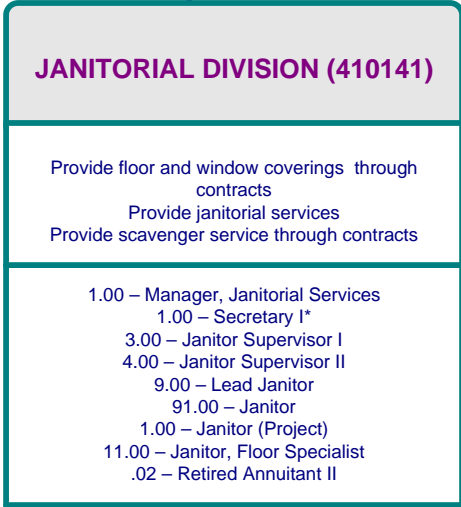 JANITORIAL DIVISION (410141)
Provide floor and window coverings through
contracts
Provide janitorial services
Provide scavenger service through contracts
1.00 – Manager, Janitorial Services
1.00 – Secretary I*
3.00 – Janitor Supervisor I
4.00 – Janitor Supervisor II
9.00 – Lead Janitor
91.00 – Janitor
1.00 – Janitor (Project)
11.00 – Janitor, Floor Specialist
.02 – Retired Annuitant II